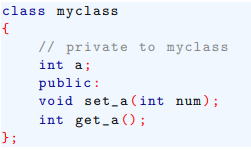 class myclass
{
// private to myclass
int a;
public:
void set_a(int num);
int get_a();
};